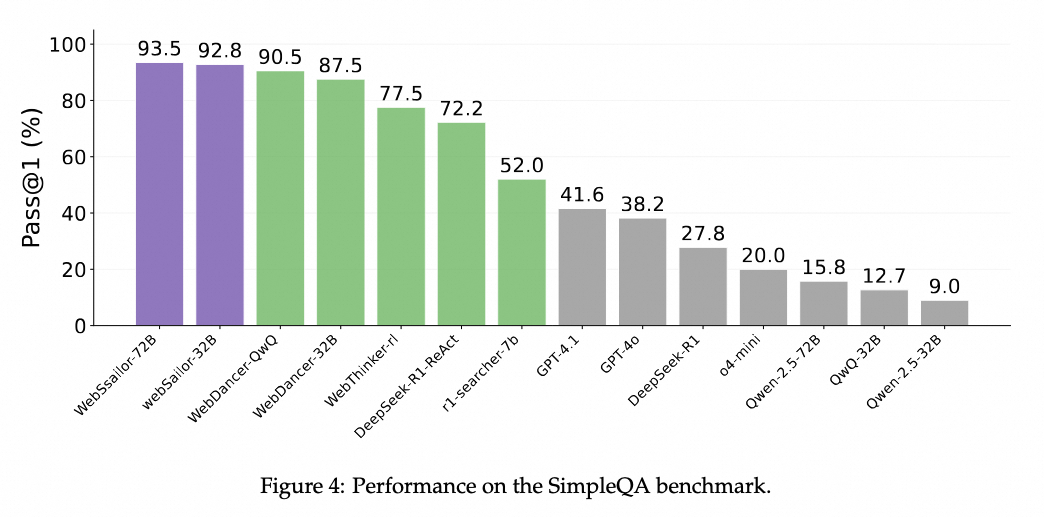 Pass@1 (%)
100
80
60
40
20
0
93.5
92.8
90.5
87.5
77.5
72.2
52.0
41.6
38.2
27.8
20.0
15.8
12.7
9.0
WebSsailor-72B
webSailor-32B
WebDancer-QwQ
WebDancer-32B
WebThinker-rl
DeepSeek-R1-ReAct
r1-searcher-7b
GPT-4.1
GPT-4o
DeepSeek-R1
o4-mini
Qwen-2.5-72B
QwQ-32B
Qwen-2.5-32B
Figure 4: Performance on the SimpleQA benchmark.